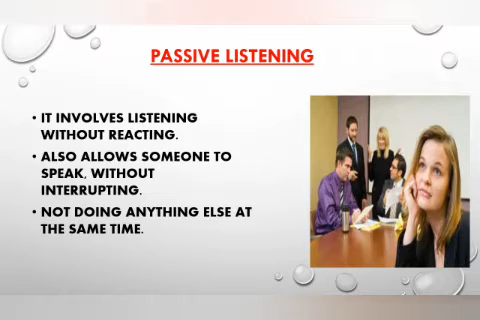 PASSIVE LISTENING
• IT INVOLVES LISTENING
WITHOUT REACTING.
• ALSO ALLOWS SOMEONE TO
SPEAK, WITHOUT
INTERRUPTING.
• NOT DOING ANYTHING ELSE AT
THE SAME TIME.